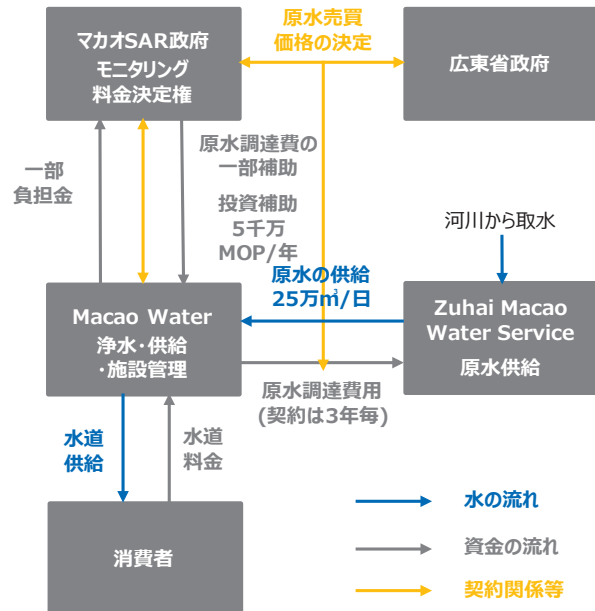 マカオSAR政府
モニタリング
料金決定権
原水売買
価格の決定
広東省政府
一部
負担金
原水調達費の
一部補助
投資補助
5千万
MOP/年
河川から取水
原水の供給
25万㎥/日
Macao Water
浄水・供給
・施設管理
Zuhai Macao
Water Service
原水供給
原水調達費用
(契約は3年毎)
水道
供給
水道
料金
消費者
水の流れ
資金の流れ
契約関係等